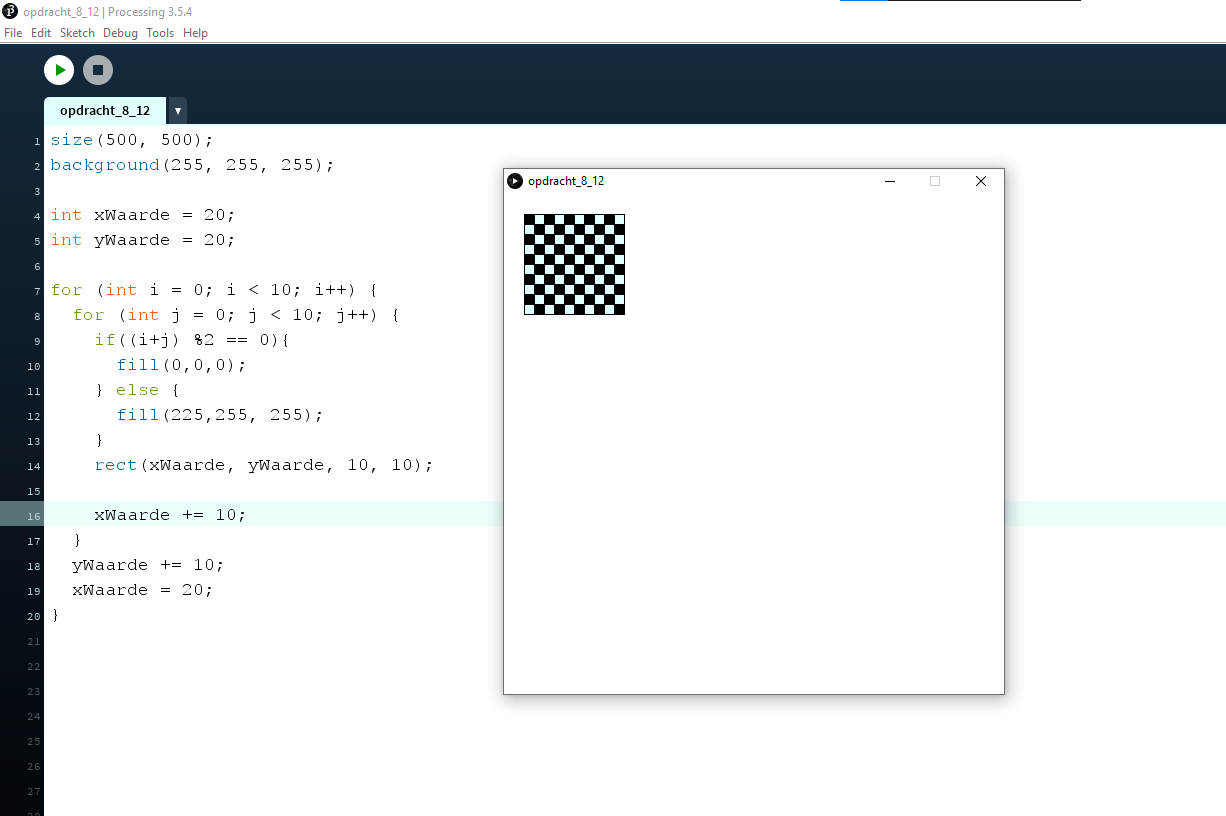 opdracht_8_12 | Processing 3.5.4
File Edit Sketch Debug Tools Help
opdracht_8_12 ▼
1 size(500, 500);
2 background(255, 255, 255);
3
4 int xWaarde = 20;
5 int yWaarde = 20;
6
7 for (int i = 0; i < 10; i++) {
8   for (int j = 0; j < 10; j++) {
9     if((i+j) %2 == 0){
10       fill(0,0,0);
11     } else {
12       fill(225,255, 255);
13     }
14     rect(xWaarde, yWaarde, 10, 10);
15
16     xWaarde += 10;
17   }
18   yWaarde += 10;
19   xWaarde = 20;
20 }
21
22
23
24
25
26
27
opdracht_8_12